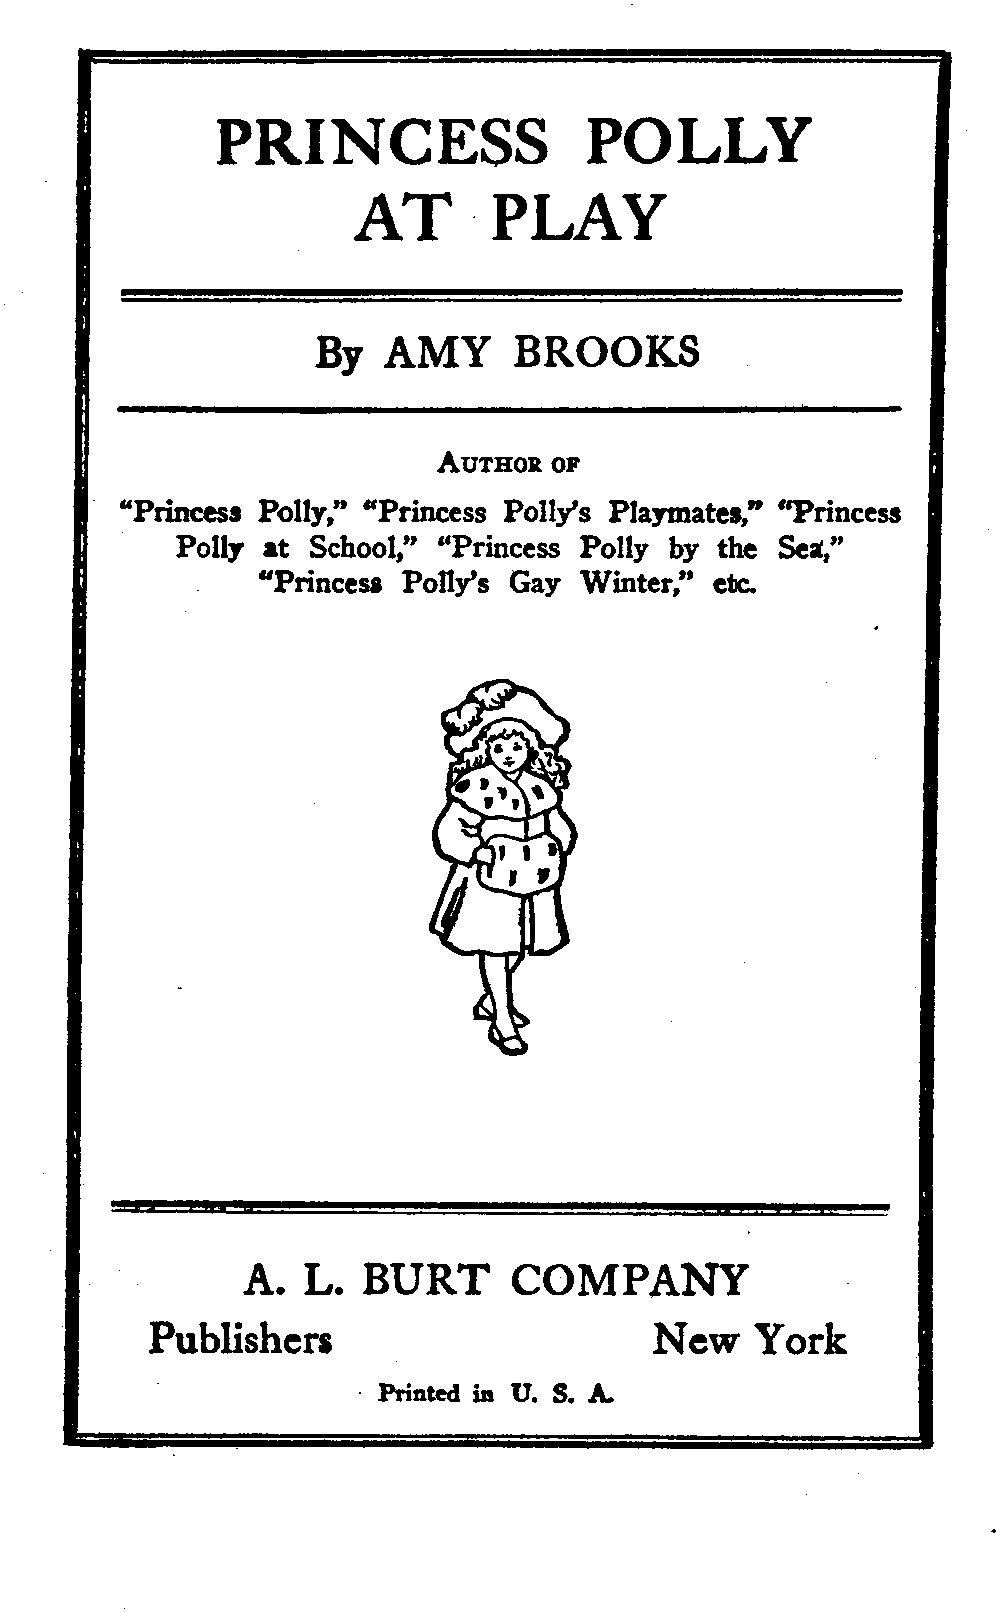 PRINCESS POLLY
AT PLAY
By AMY BROOKS
AUTHOR OF
“Princess Polly,” “Princess Polly’s Playmates,” “Princess
Polly at School,” “Princess Polly by the Sea,”
“Princess Polly’s Gay Winter,” etc.
A. L. BURT COMPANY
Publishers New York
Printed in U. S. A.